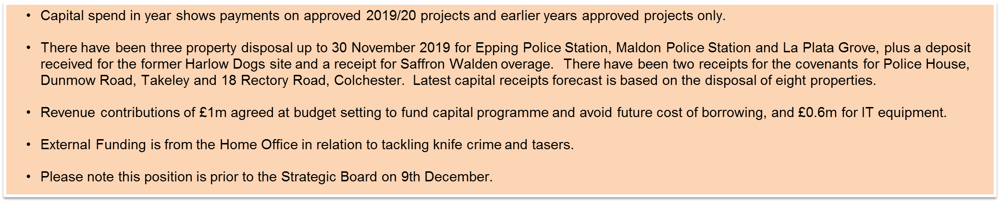 • Capital spend in year shows payments on approved 2019/20 projects and earlier years approved projects only.
• There have been three property disposal up to 30 November 2019 for Epping Police Station, Maldon Police Station and La Plata Grove, plus a deposit
received for the former Harlow Dogs site and a receipt for Saffron Walden overage. There have been two receipts for the covenants for Police House,
Dunmow Road, Takeley and 18 Rectory Road, Colchester. Latest capital receipts forecast is based on the disposal of eight properties.
• Revenue contributions of £1m agreed at budget setting to fund capital programme and avoid future cost of borrowing, and £0.6m for IT equipment.
• External Funding is from the Home Office in relation to tackling knife crime and tasers.
• Please note this position is prior to the Strategic Board on 9th December.